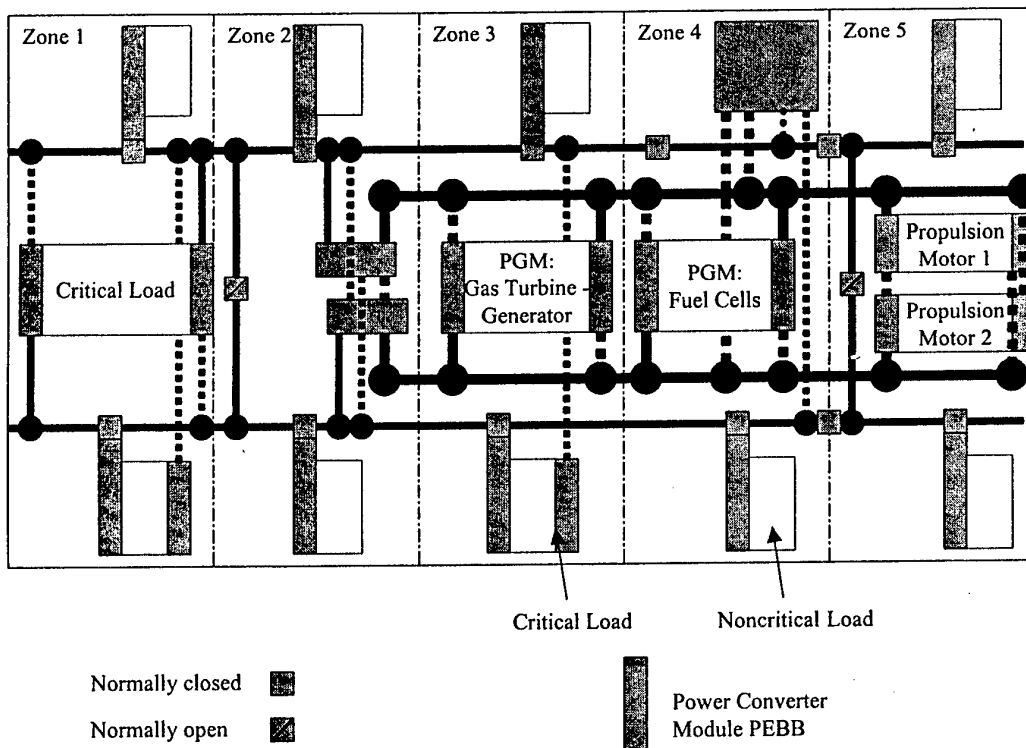 Zone 1
Zone 2
Zone 3
Zone 4
Zone 5
Critical Load
PGM:
Gas Turbine -
Generator
PGM:
Fuel Cells
Propulsion
Motor 1
Propulsion
Motor 2
Critical Load
Noncritical Load
Normally closed
Normally open
Power Converter
Module PEBB